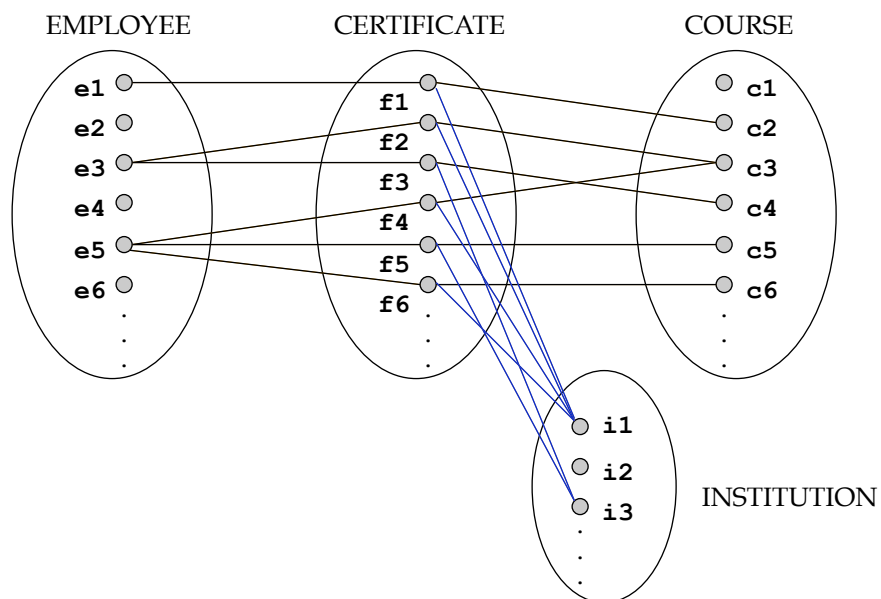 EMPLOYEE
CERTIFICATE
COURSE
e1
e2
e3
e4
e5
e6
.
.
.
f1
f2
f3
f4
f5
f6
.
.
.
c1
c2
c3
c4
c5
c6
.
.
.
i1
i2
i3
.
.
.
INSTITUTION